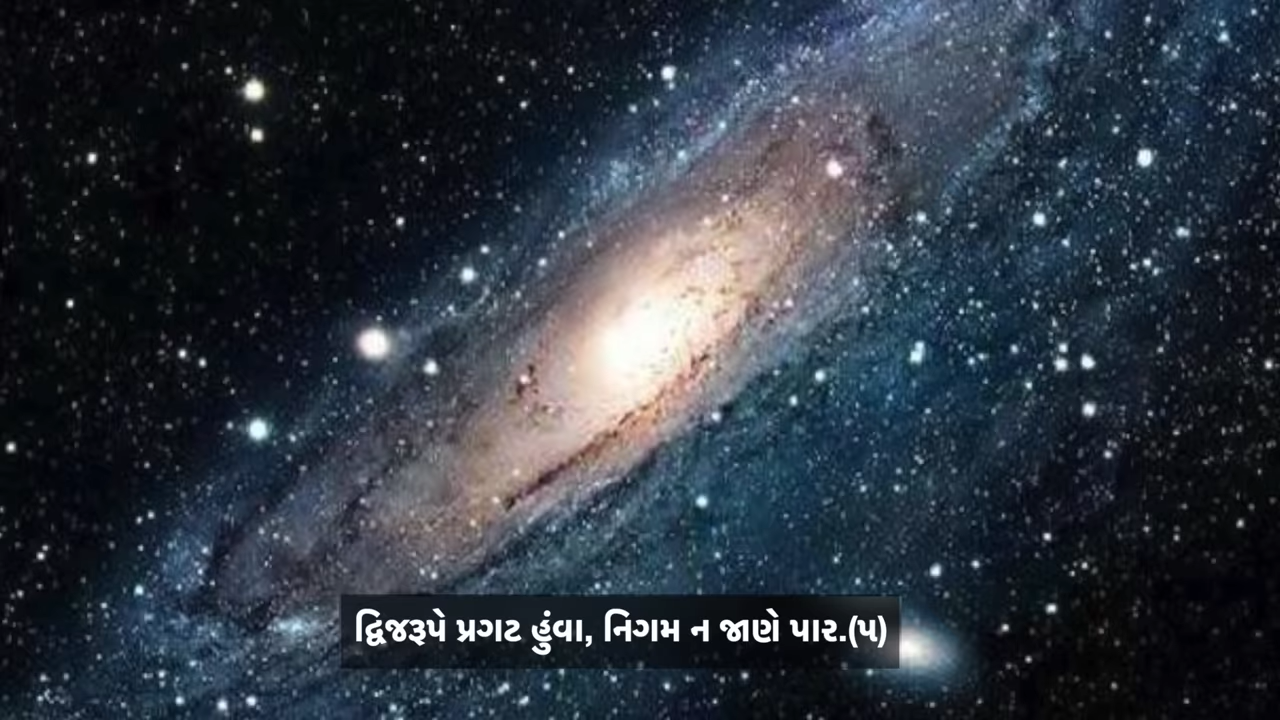 દ્વિજરૂપે પ્રગટ હુંવા, નિગમ ન જાણે પાર.(૫)